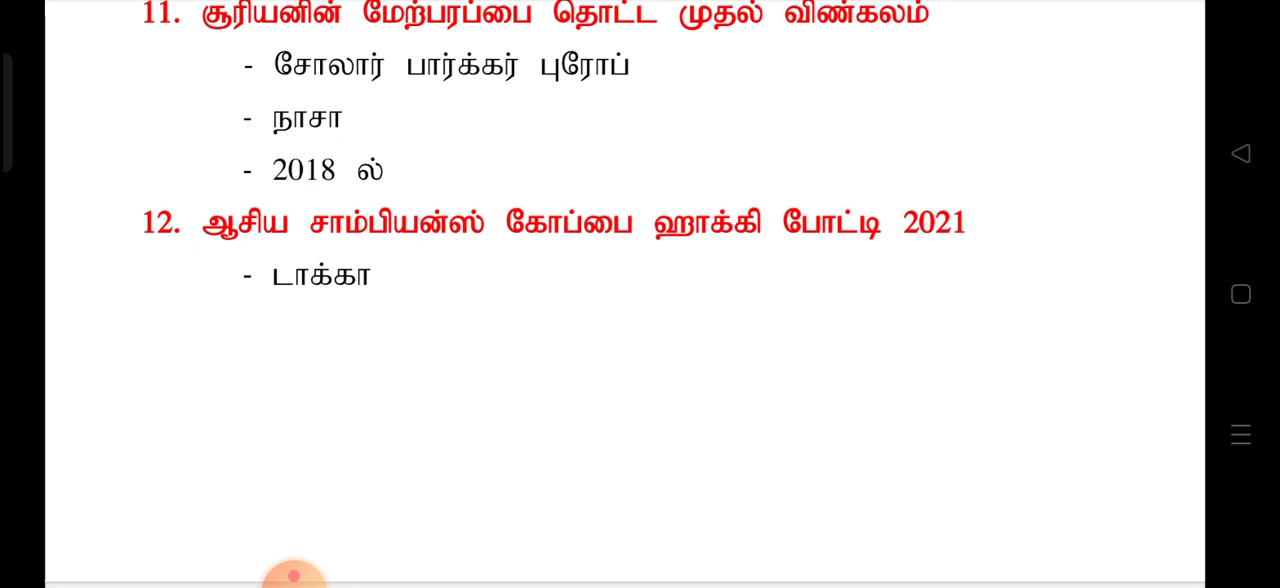 11. சூரியனின் மேற்பரப்பை தொட்ட முதல் விண்கலம்
- சோலார் பார்க்கர் புரோப்
- நாசா
- 2018 ல்
12. ஆசிய சாம்பியன்ஸ் கோப்பை ஹாக்கி போட்டி 2021
- டாக்கா